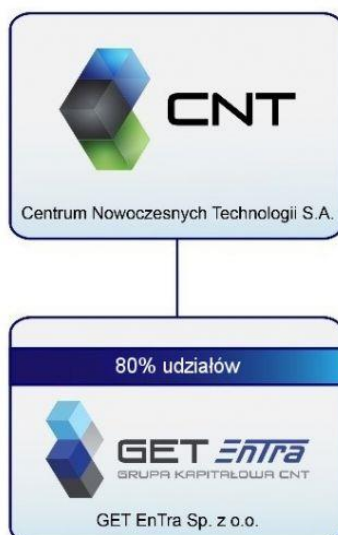 CNT
Centrum Nowoczesnych Technologii S.A.
80% udziałów
GET EnTra
GRUPA KAPITAŁOWA CNT
GET EnTra Sp. z o.o.